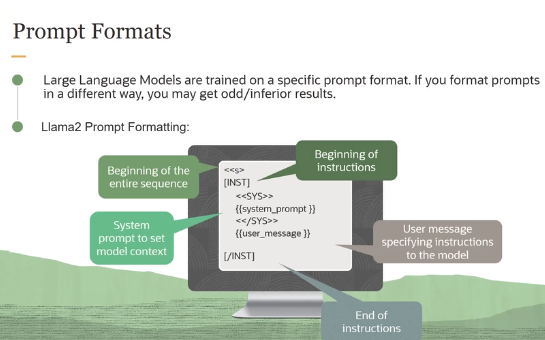 Prompt Formats
Large Language Models are trained on a specific prompt format. If you format prompts
in a different way, you may get odd/inferior results.
Llama2 Prompt Formatting:
Beginning of the
entire sequence
Beginning of
instructions
<<s>
[INST]
<<SYS>>
{{system_prompt }}
<</SYS>>
{{user_message }}
[/INST]
System
prompt to set
model context
User message
specifying instructions
to the model
End of
instructions